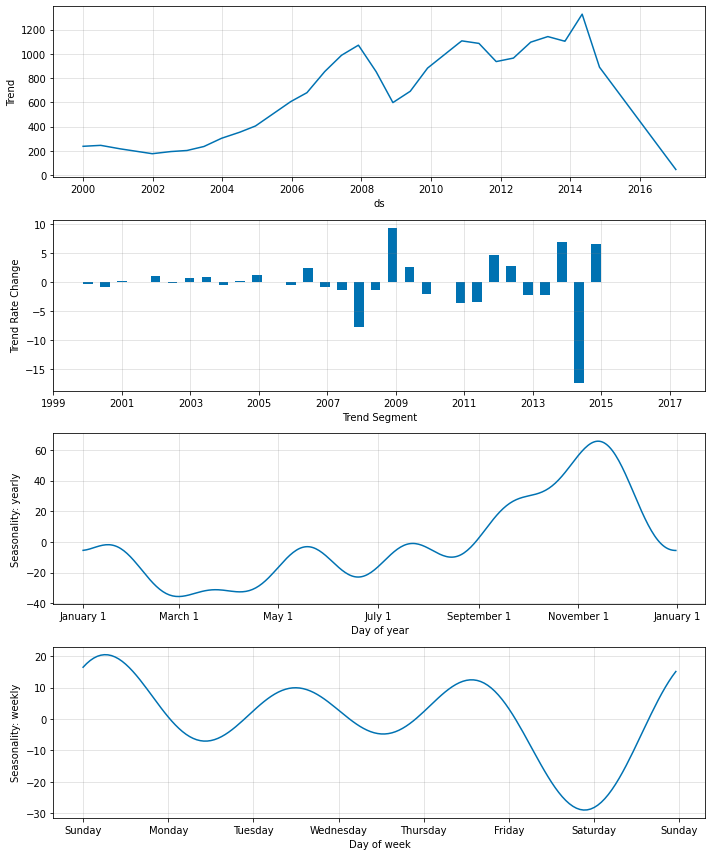 1200
1000
800
600
400
200
0
Trend
2000 2002 2004 2006 2008 2010 2012 2014 2016
ds
10
5
0
−5
−10
−15
Trend Rate Change
1999 2001 2003 2005 2007 2009 2011 2013 2015 2017
Trend Segment
60
40
20
0
−20
−40
Seasonality: yearly
January 1 March 1 May 1 July 1 September 1 November 1 January 1
Day of year
20
10
0
−10
−20
−30
Seasonality: weekly
Sunday Monday Tuesday Wednesday Thursday Friday Saturday Sunday
Day of week